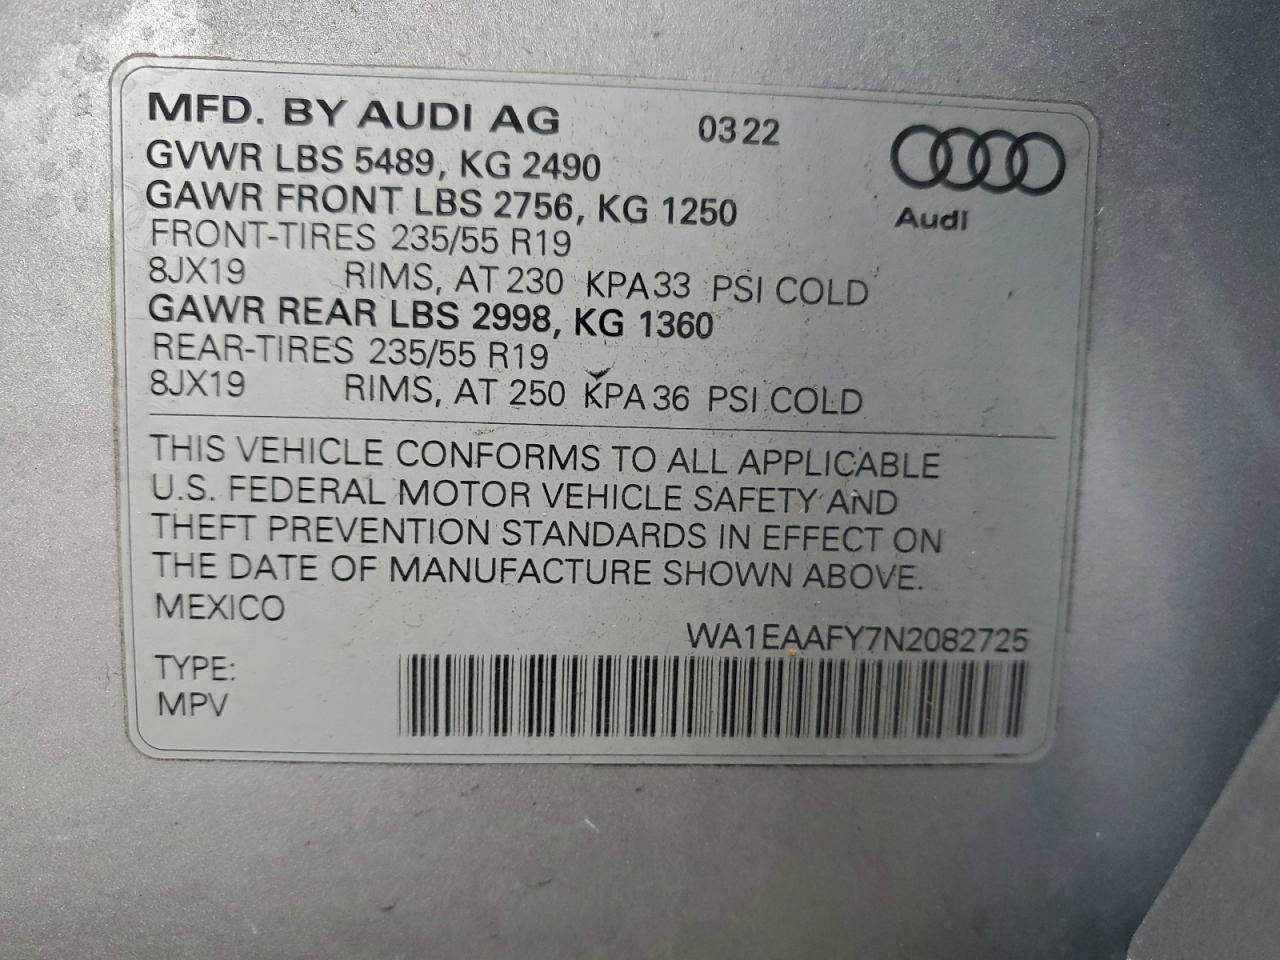 MFD. BY AUDI AG 0322
GVWR LBS 5489, KG 2490
GAWR FRONT LBS 2756, KG 1250
Audi
FRONT-TIRES 235/55 R19
8JX19 RIMS, AT 230 KPA 33 PSI COLD
GAWR REAR LBS 2998, KG 1360
REAR-TIRES 235/55 R19
8JX19 RIMS, AT 250 KPA 36 PSI COLD
THIS VEHICLE CONFORMS TO ALL APPLICABLE
U.S. FEDERAL MOTOR VEHICLE SAFETY AND
THEFT PREVENTION STANDARDS IN EFFECT ON
THE DATE OF MANUFACTURE SHOWN ABOVE.
MEXICO
WA1EAAFY7N2082725
TYPE:
MPV